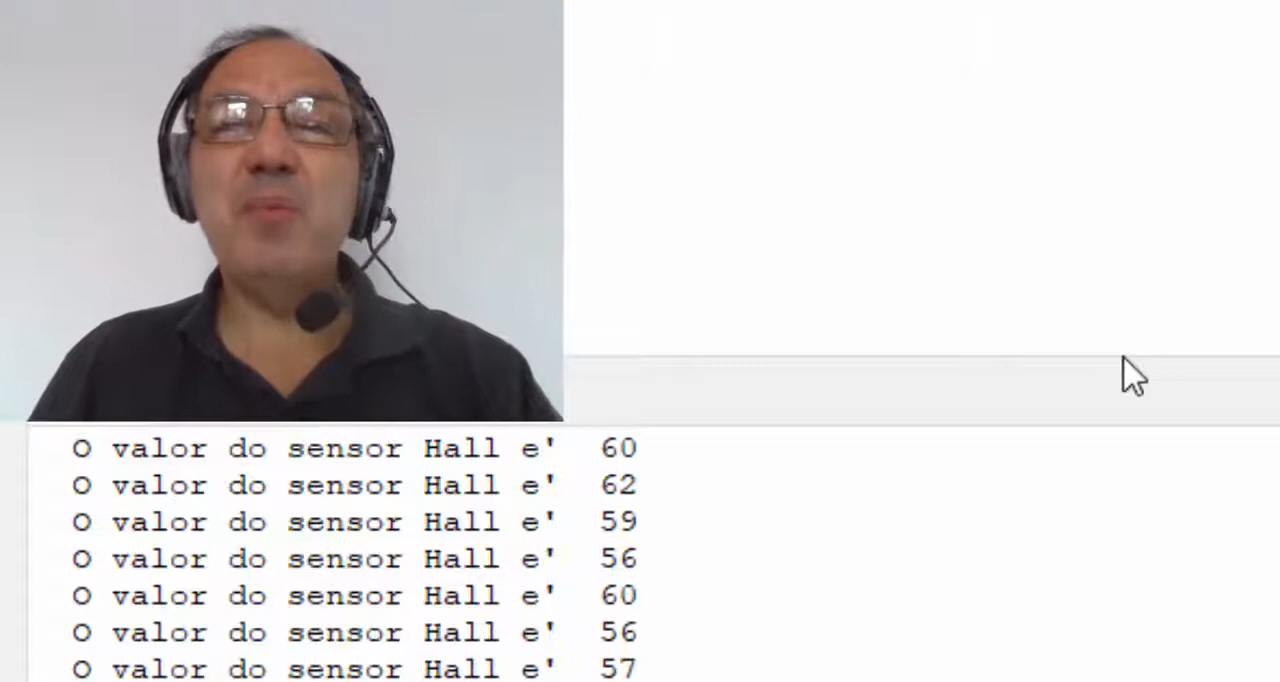 O valor do sensor Hall e' 60
O valor do sensor Hall e' 62
O valor do sensor Hall e' 59
O valor do sensor Hall e' 56
O valor do sensor Hall e' 60
O valor do sensor Hall e' 56
O valor do sensor Hall e' 57